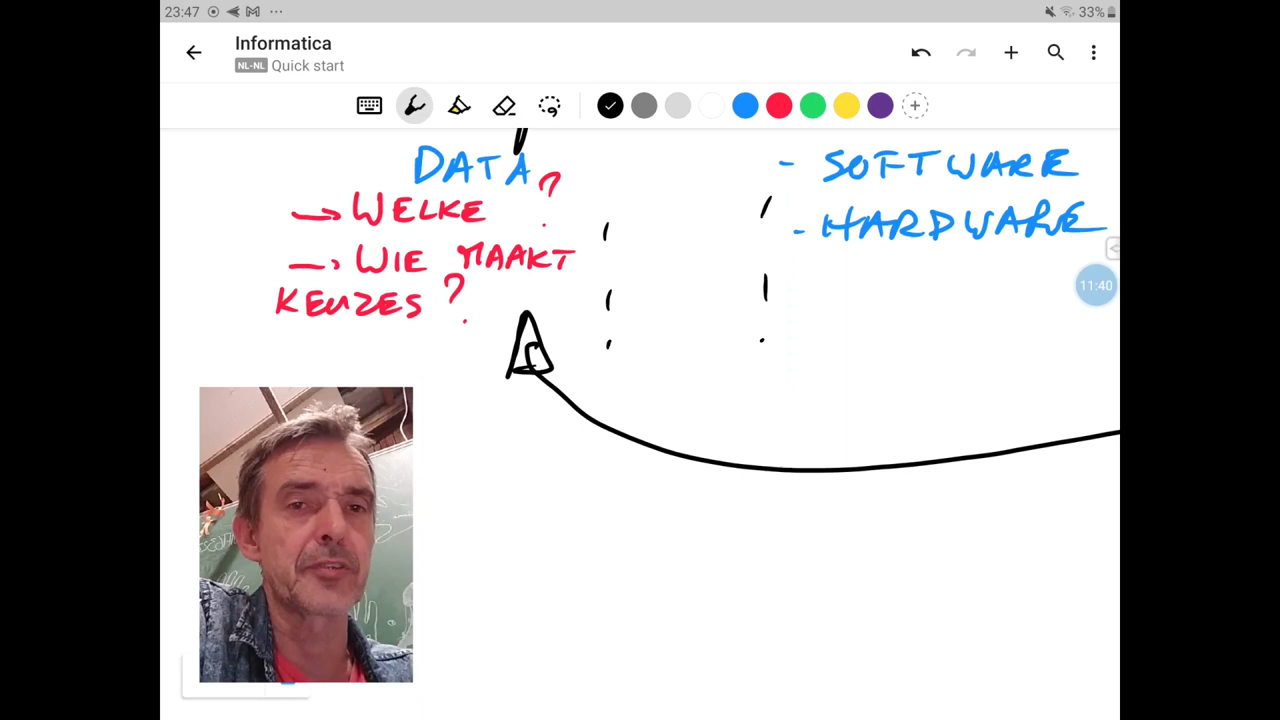 23:47
33%
Informatica
NL-NL Quick start
DATA
→ WELKE ?
→ WIE MAAKT
KEUZES ?
- SOFTWARE
- HARDWARE
11:40